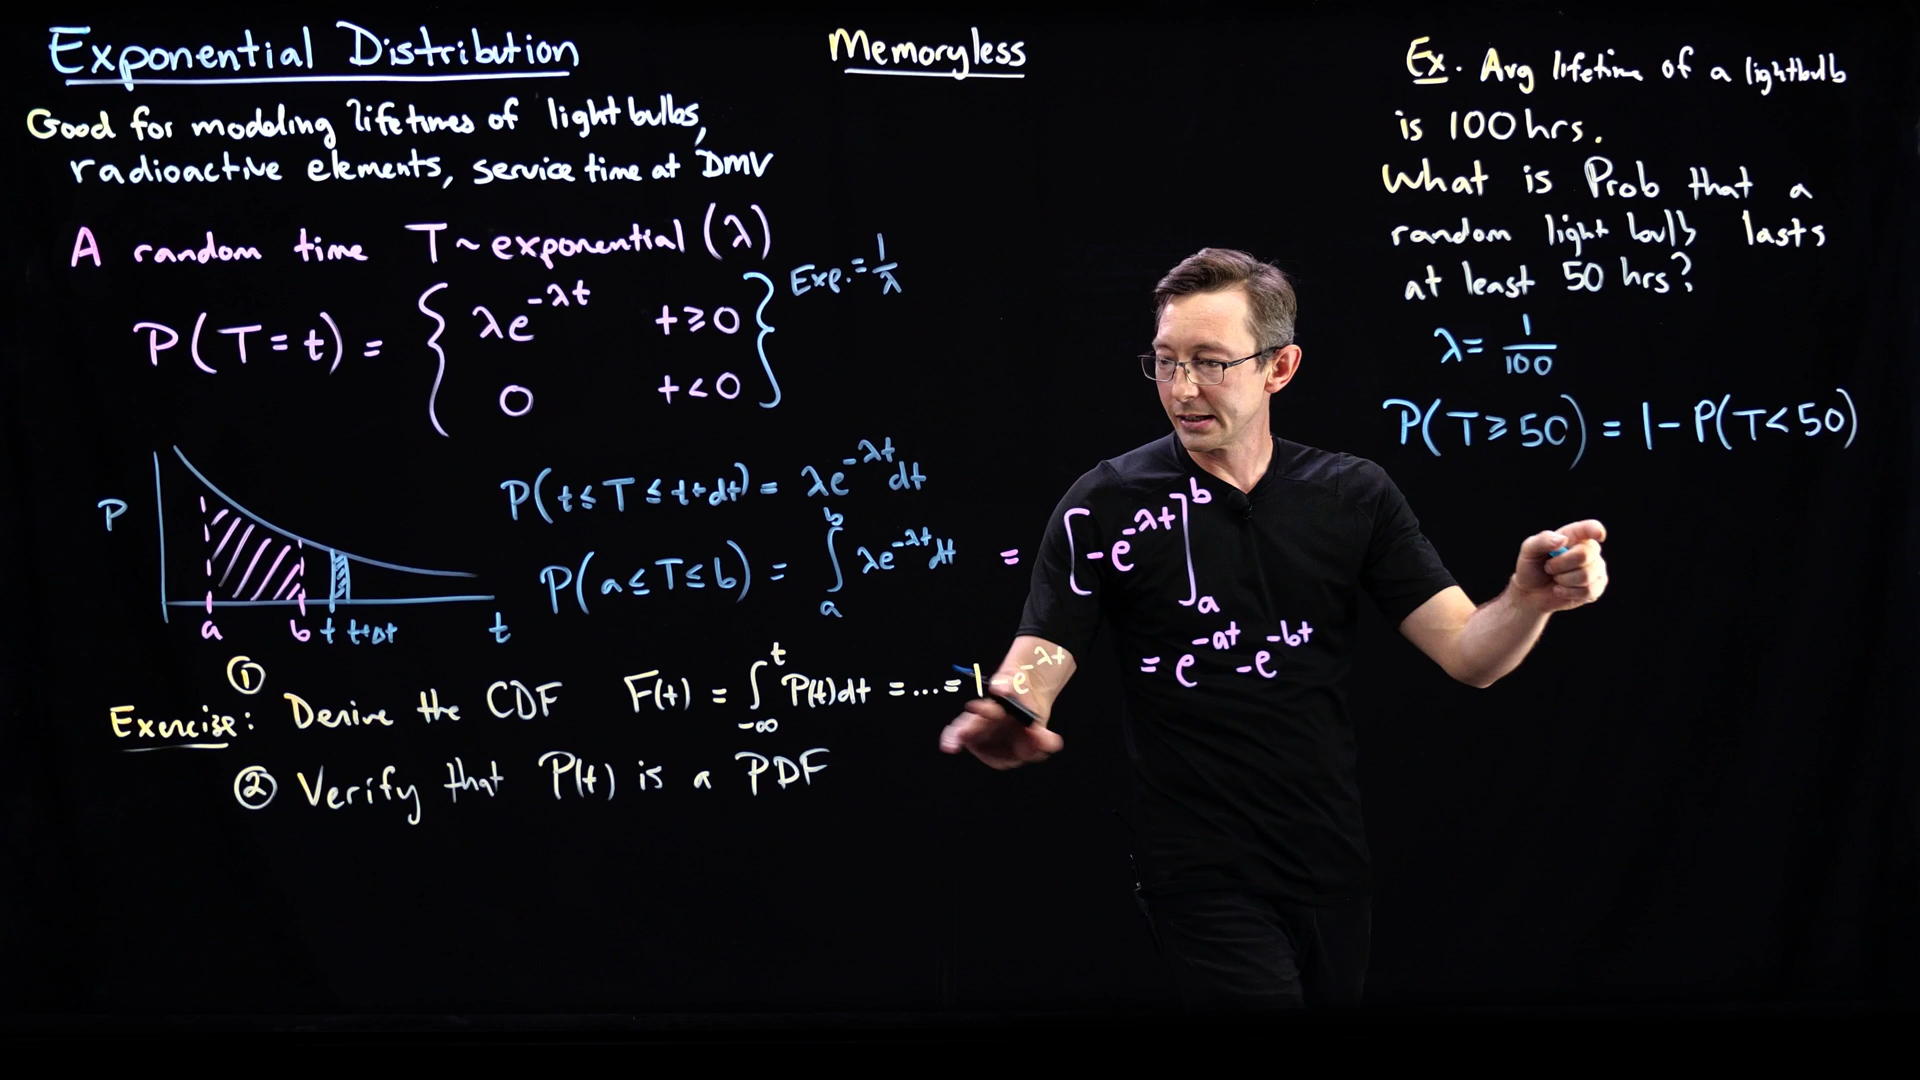 Exponential Distribution
Good for modeling lifetimes of light bulbs,
radioactive elements, service time at DMV
A random time T ~ exponential (λ)
P(T = t) = { λe^{-λt} t ≥ 0
0 t < 0 } Exp. = 1/λ
P
a b t t+Δt t
P(t ≤ T ≤ t+dt) = λe^{-λt} dt
P(a ≤ T ≤ b) = ∫_a^b λe^{-λt} dt = [-e^{-λt}]_a^b
= e^{-at} - e^{-bt}
Exercise: ① Derive the CDF F(t) = ∫_{-∞}^t P(t)dt = ... = 1 - e^{-λt}
② Verify that P(t) is a PDF
Memoryless
Ex. Avg lifetime of a lightbulb
is 100 hrs.
What is Prob that a
random light bulb lasts
at least 50 hrs?
λ = 1/100
P(T ≥ 50) = 1 - P(T < 50)